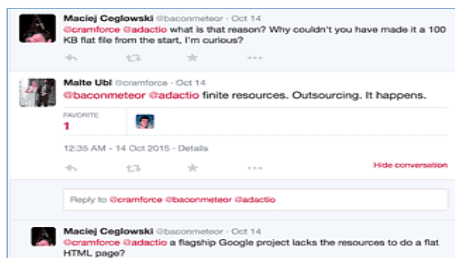 Maciej Ceglowski @baconmeteor · Oct 14
@cramforce @adactio what is that reason? Why couldn't you have made it a 100
KB flat file from the start, I'm curious?
Malte Ubl @cramforce · Oct 14
@baconmeteor @adactio finite resources. Outsourcing. It happens.
FAVORITE
1
12:35 AM - 14 Oct 2015 · Details
Hide conversation
Reply to @cramforce @baconmeteor @adactio
Maciej Ceglowski @baconmeteor · Oct 14
@cramforce @adactio a flagship Google project lacks the resources to do a flat
HTML page?